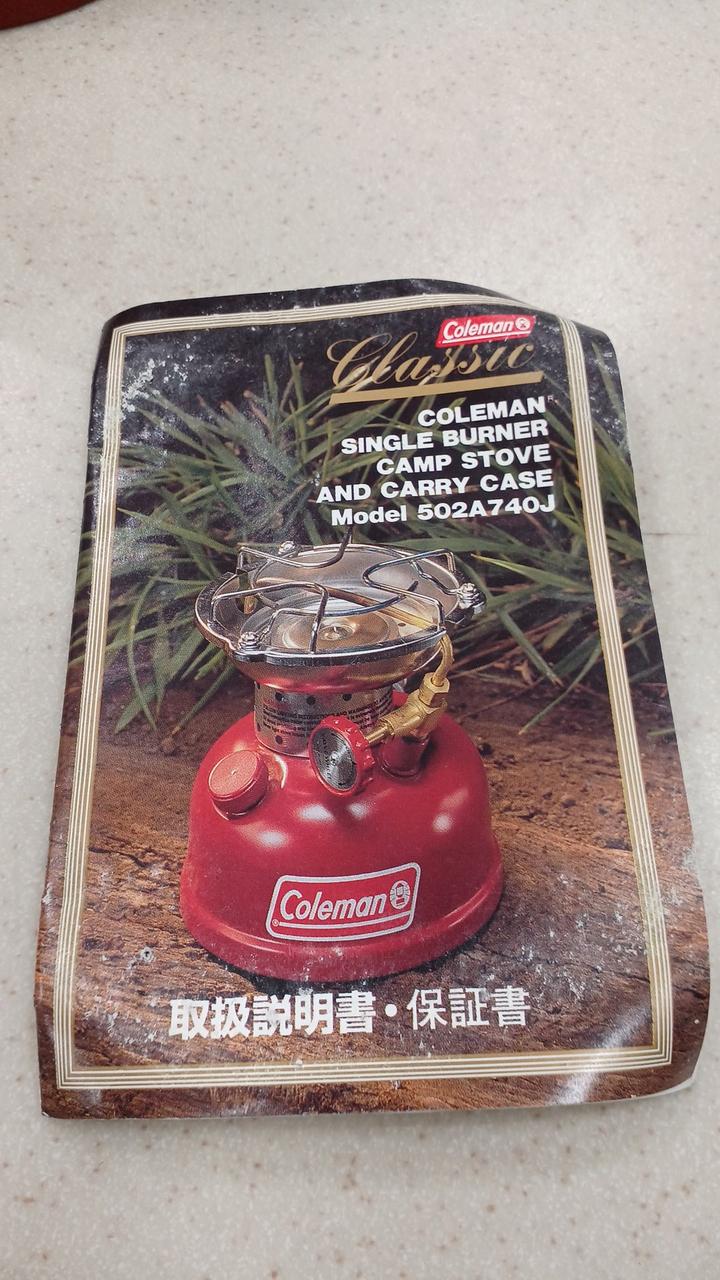 Coleman
Classic
COLEMAN®
SINGLE BURNER
CAMP STOVE
AND CARRY CASE
Model 502A740J
Coleman
取扱説明書・保証書